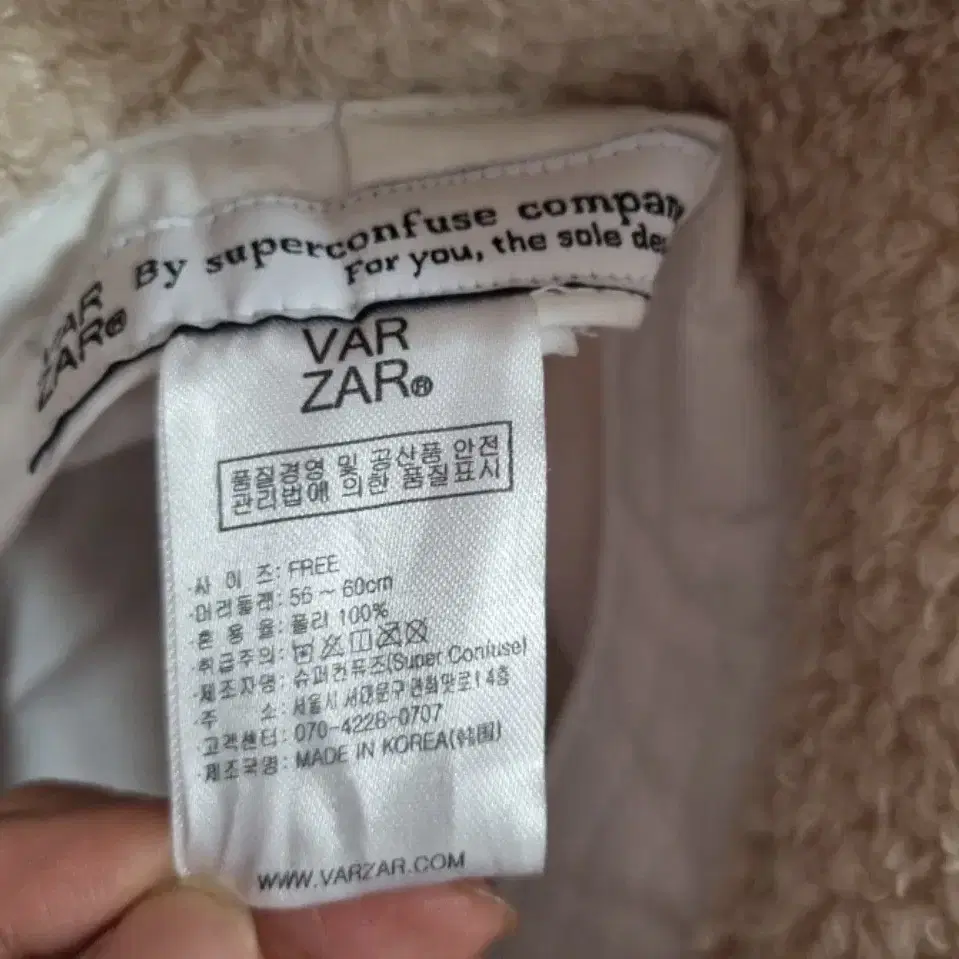 VAR
ZAR®
By superconfuse compan
For you, the sole de
VAR
ZAR®
품질경영 및 공산품 안전
관리법에 의한 품질표시
·사 이 즈: FREE
·머리둘레: 56 ~ 60cm
·혼 용 율: 폴리 100%
·취급주의:
·제조자명: 슈퍼컨퓨즈(Super Confuse)
·주 소: 서울시 서대문구 연희맛로14층
·고객센터: 070-4226-0707
·제조국명: MADE IN KOREA(韩国)
WWW.VARZAR.COM